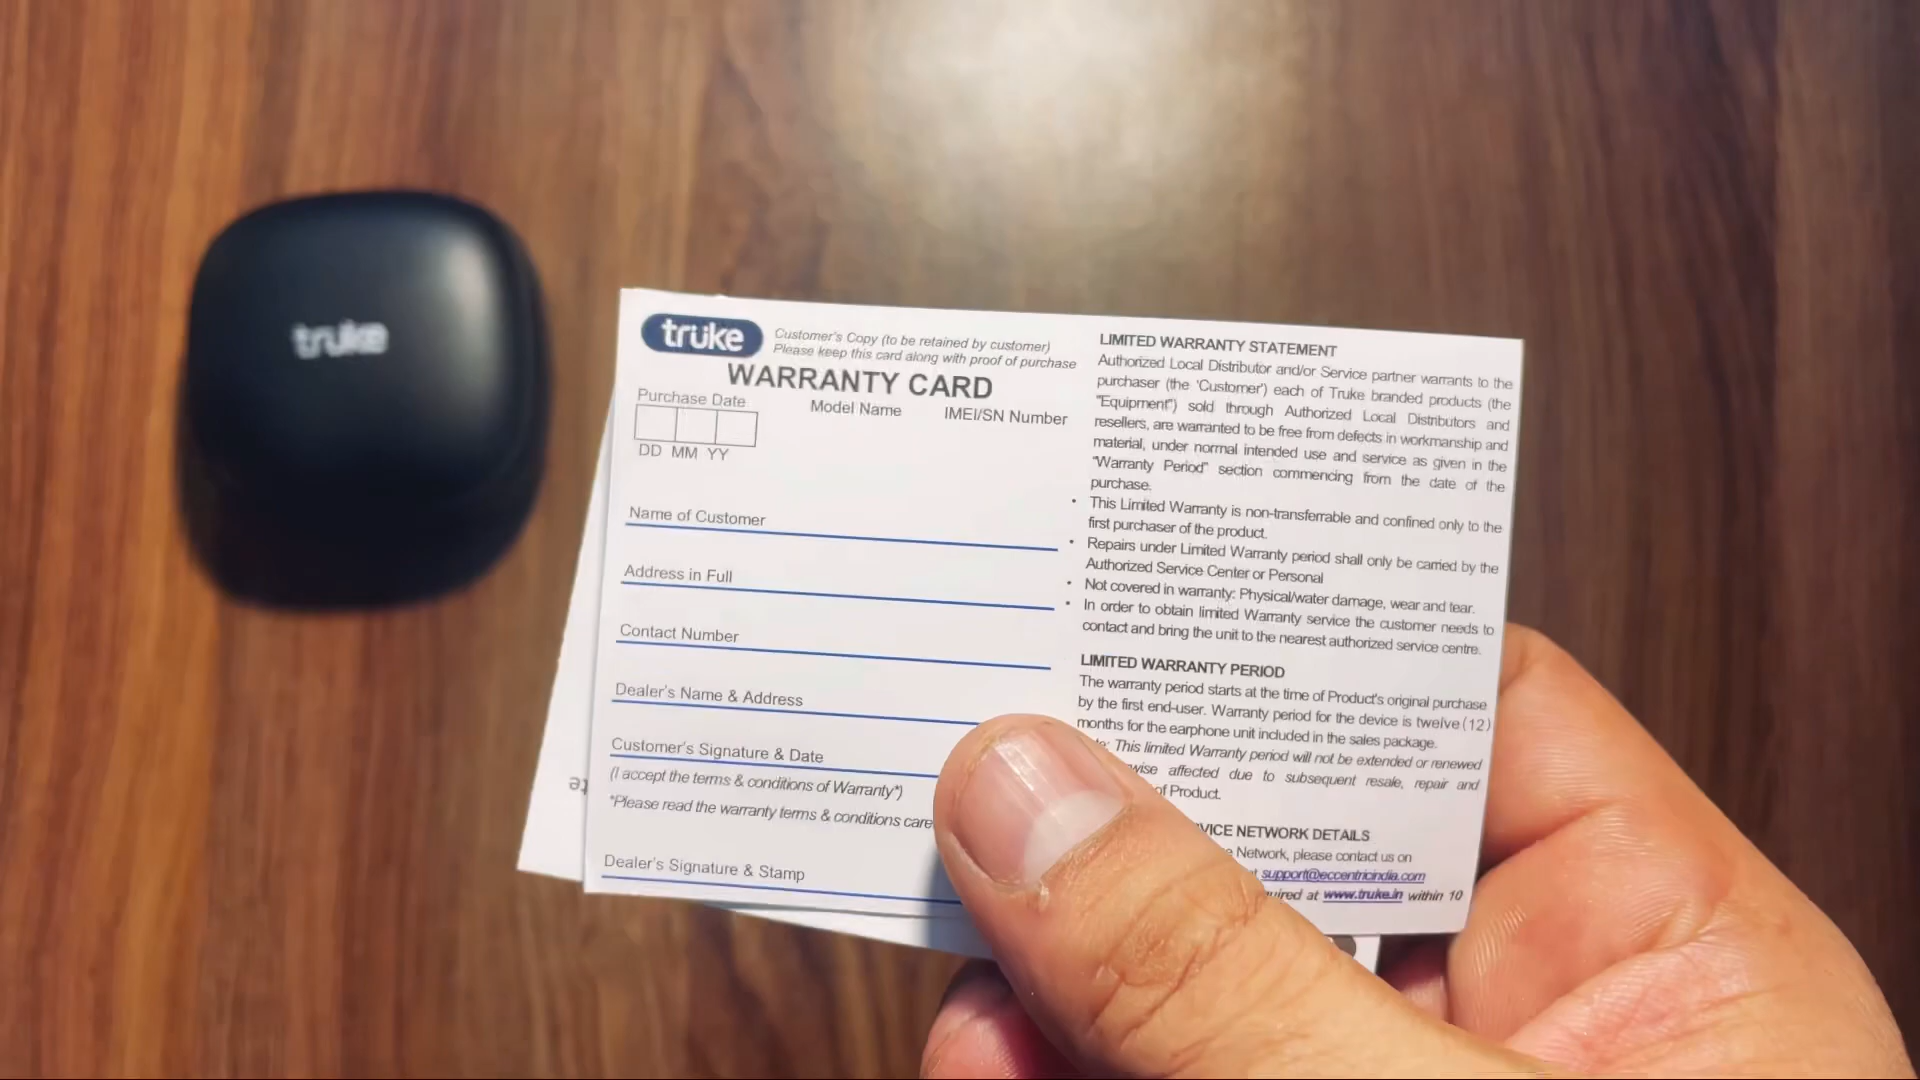 truke
truke
Customer's Copy (to be retained by customer)
Please keep this card along with proof of purchase
WARRANTY CARD
Purchase Date
Model Name
IMEI/SN Number
DD MM YY
Name of Customer
Address in Full
Contact Number
Dealer's Name & Address
Customer's Signature & Date
(I accept the terms & conditions of Warranty*)
*Please read the warranty terms & conditions
Dealer's Signature & Stamp
LIMITED WARRANTY STATEMENT
Authorized Local Distributor and/or Service partner warrants to the
purchaser (the 'Customer') each of Truke branded products (the
"Equipment") sold through Authorized Local Distributors and
resellers, are warranted to be free from defects in workmanship and
material, under normal intended use and service as given in the
"Warranty Period" section commencing from the date of the
purchase.
• This Limited Warranty is non-transferrable and confined only to the
first purchaser of the product.
• Repairs under Limited Warranty period shall only be carried by the
Authorized Service Center or Personal
• Not covered in warranty: Physical/water damage, wear and tear.
• In order to obtain limited Warranty service the customer needs to
contact and bring the unit to the nearest authorized service centre.
LIMITED WARRANTY PERIOD
The warranty period starts at the time of Product's original purchase
by the first end-user. Warranty period for the device is twelve (12)
months for the earphone unit included in the sales package.
This limited Warranty period will not be extended or renewed
affected due to subsequent resale, repair and
of Product.
NETWORK DETAILS
Network, please contact us on
support@eccentricindia.com
at www.truke.in within 10